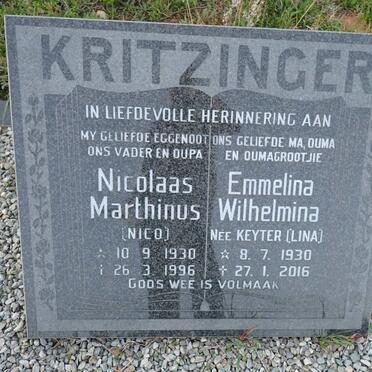 KRITZINGER
IN LIEFDEVOLLE HERINNERING AAN
MY GELIEFDE EGGENOOT
ONS VADER EN OUPA
Nicolaas
Marthinus
(NICO)
☆ 10. 9. 1930
† 26. 3. 1996
ONS GELIEFDE MA, OUMA
EN OUMAGROOTJIE
Emmelina
Wilhelmina
NEE KEYTER (LINA)
☆ 8. 7. 1930
† 27. 1. 2016
GODS WEE IS VOLMAAK